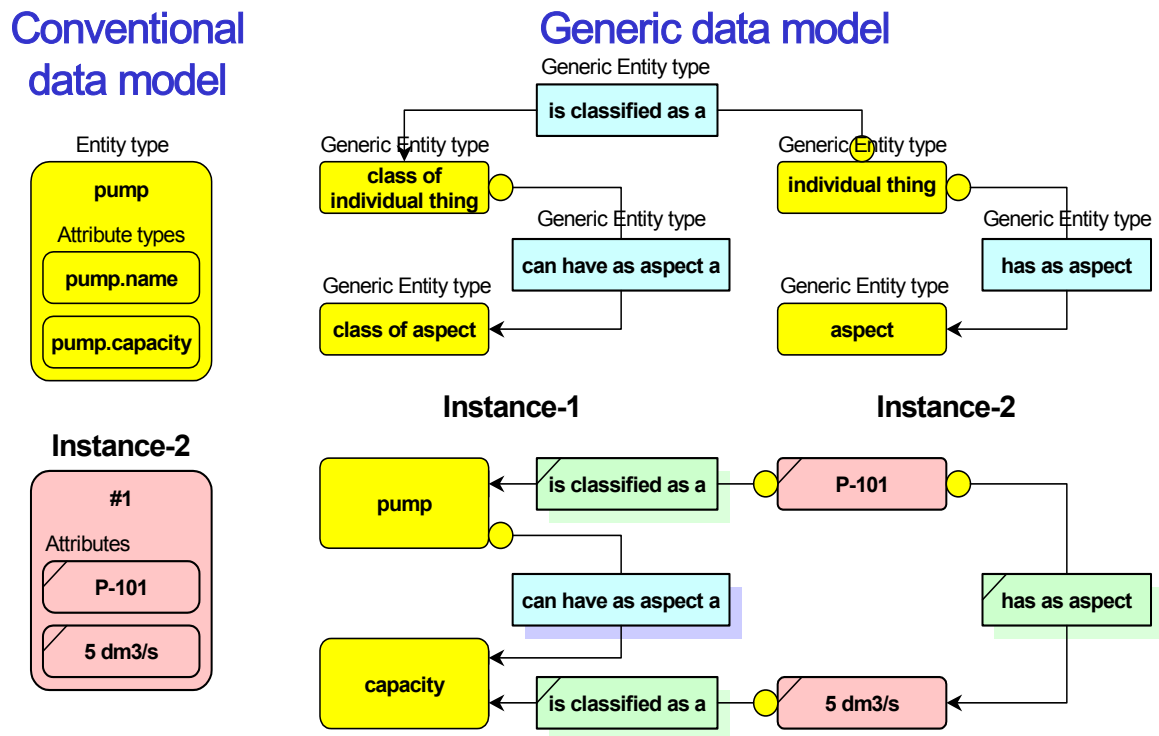 Conventional
data model
Entity type
pump
Attribute types
pump.name
pump.capacity
Instance-2
#1
Attributes
P-101
5 dm3/s
Generic data model
Generic Entity type
is classified as a
Generic Entity type
class of
individual thing
Generic Entity type
individual thing
Generic Entity type
can have as aspect a
Generic Entity type
has as aspect
Generic Entity type
class of aspect
Generic Entity type
aspect
Instance-1
Instance-2
pump
is classified as a
P-101
can have as aspect a
has as aspect
capacity
is classified as a
5 dm3/s